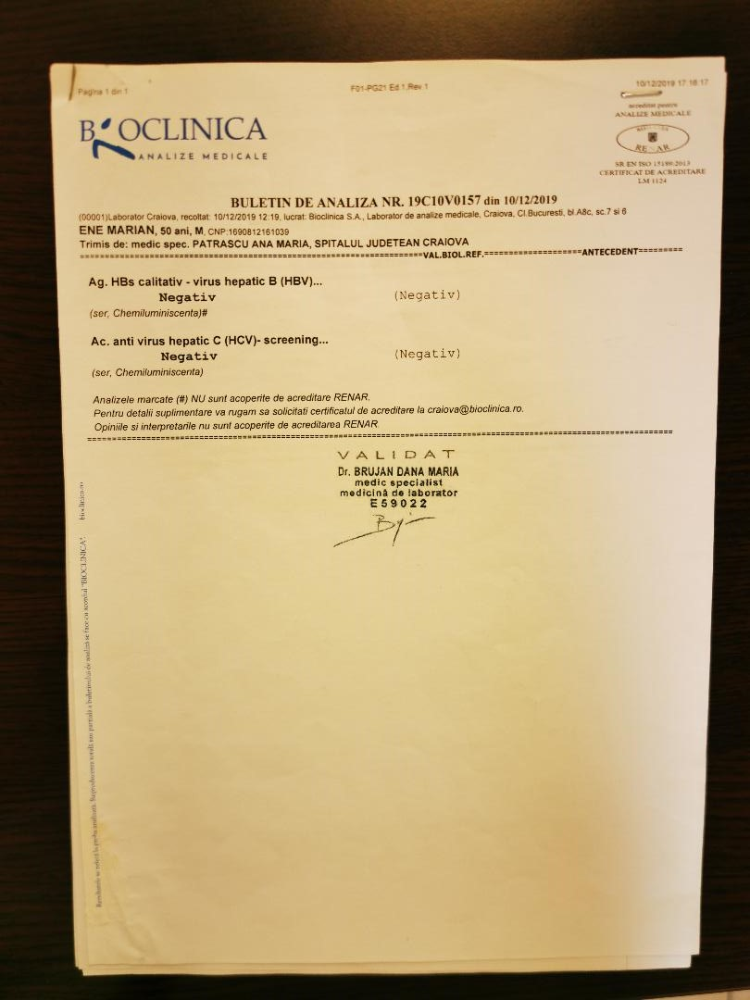 Pagina 1 din 1
F01-PG21 Ed 1,Rev 1
10/12/2019 17:16:17
BIOCLINICA
ANALIZE MEDICALE
acreditat pentru
ANALIZE MEDICALE
RENAR
SR EN ISO 15189:2013
CERTIFICAT DE ACREDITARE
LM 1124
BULETIN DE ANALIZA NR. 19C10V0157 din 10/12/2019
(00001)Laborator Craiova, recoltat: 10/12/2019 12:19, lucrat: Bioclinica S.A., Laborator de analize medicale, Craiova, Cl.Bucuresti, bl.A8c, sc.7 si 6
ENE MARIAN, 50 ani, M, CNP:1690812161039
Trimis de: medic spec. PATRASCU ANA MARIA, SPITALUL JUDETEAN CRAIOVA
VAL.BIOL.REF. ANTECEDENT
Ag. HBs calitativ - virus hepatic B (HBV)...
Negativ (Negativ)
(ser, Chemiluminiscenta)#
Ac. anti virus hepatic C (HCV)- screening...
Negativ (Negativ)
(ser, Chemiluminiscenta)
Analizele marcate (#) NU sunt acoperite de acreditare RENAR.
Pentru detalii suplimentare va rugam sa solicitati certificatul de acreditare la craiova@bioclinica.ro.
Opiniile si interpretarile nu sunt acoperite de acreditarea RENAR.
VALIDAT
Dr. BRUJAN DANA MARIA
medic specialist
medicină de laborator
E59022
Rezultatele se referă la proba analizată. Reproducerea totală sau parţială a buletinului de analiză se face cu acordul "BIOCLINICA". bioclinica.ro